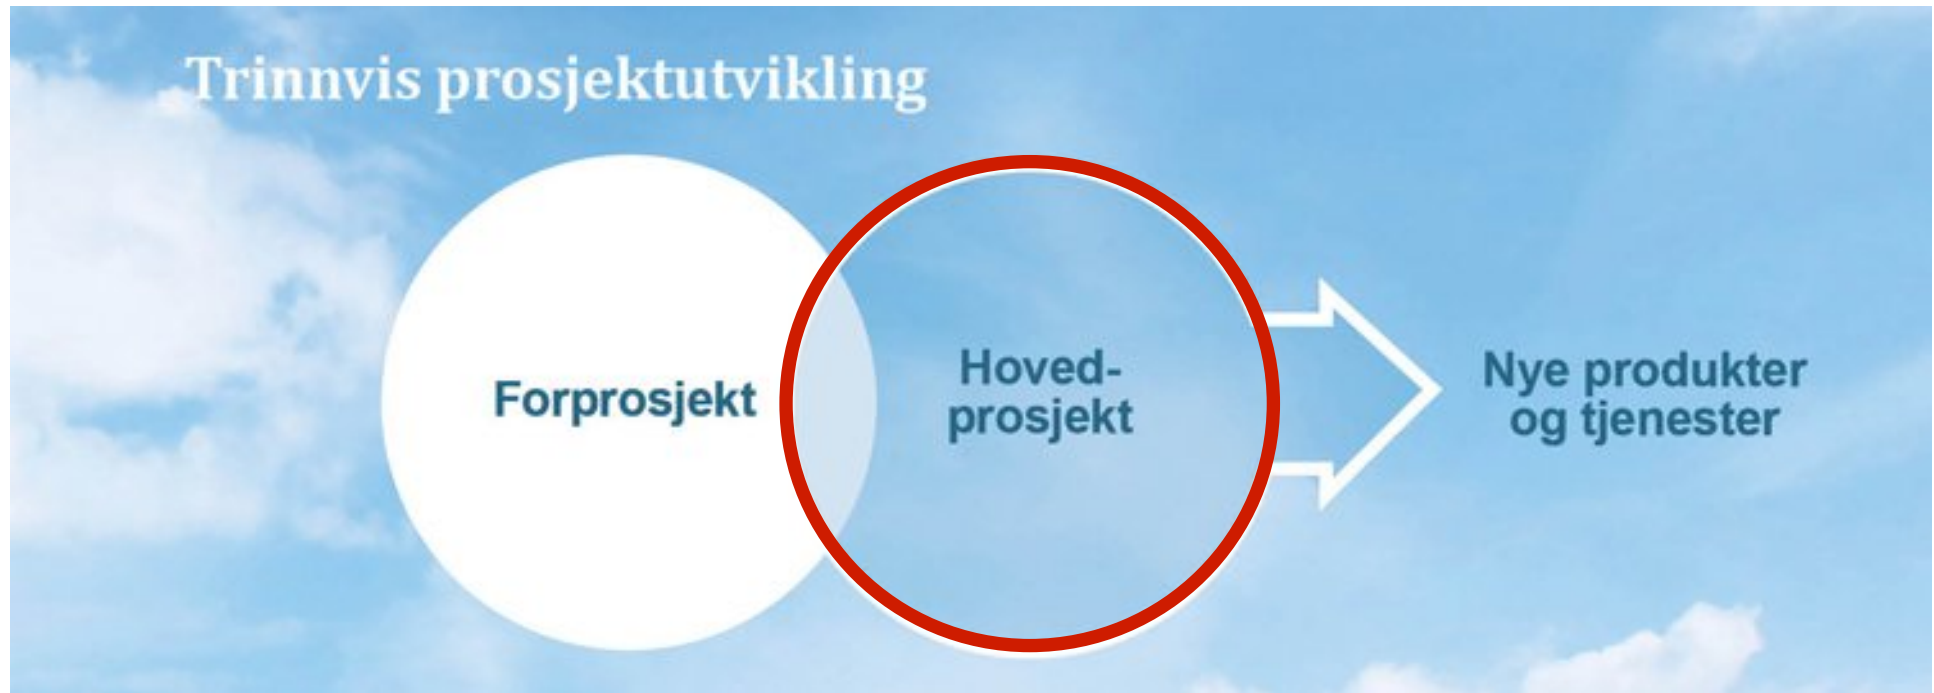 Trinnvis prosjektutvikling
Forprosjekt
Hoved-
prosjekt
Nye produkter
og tjenester